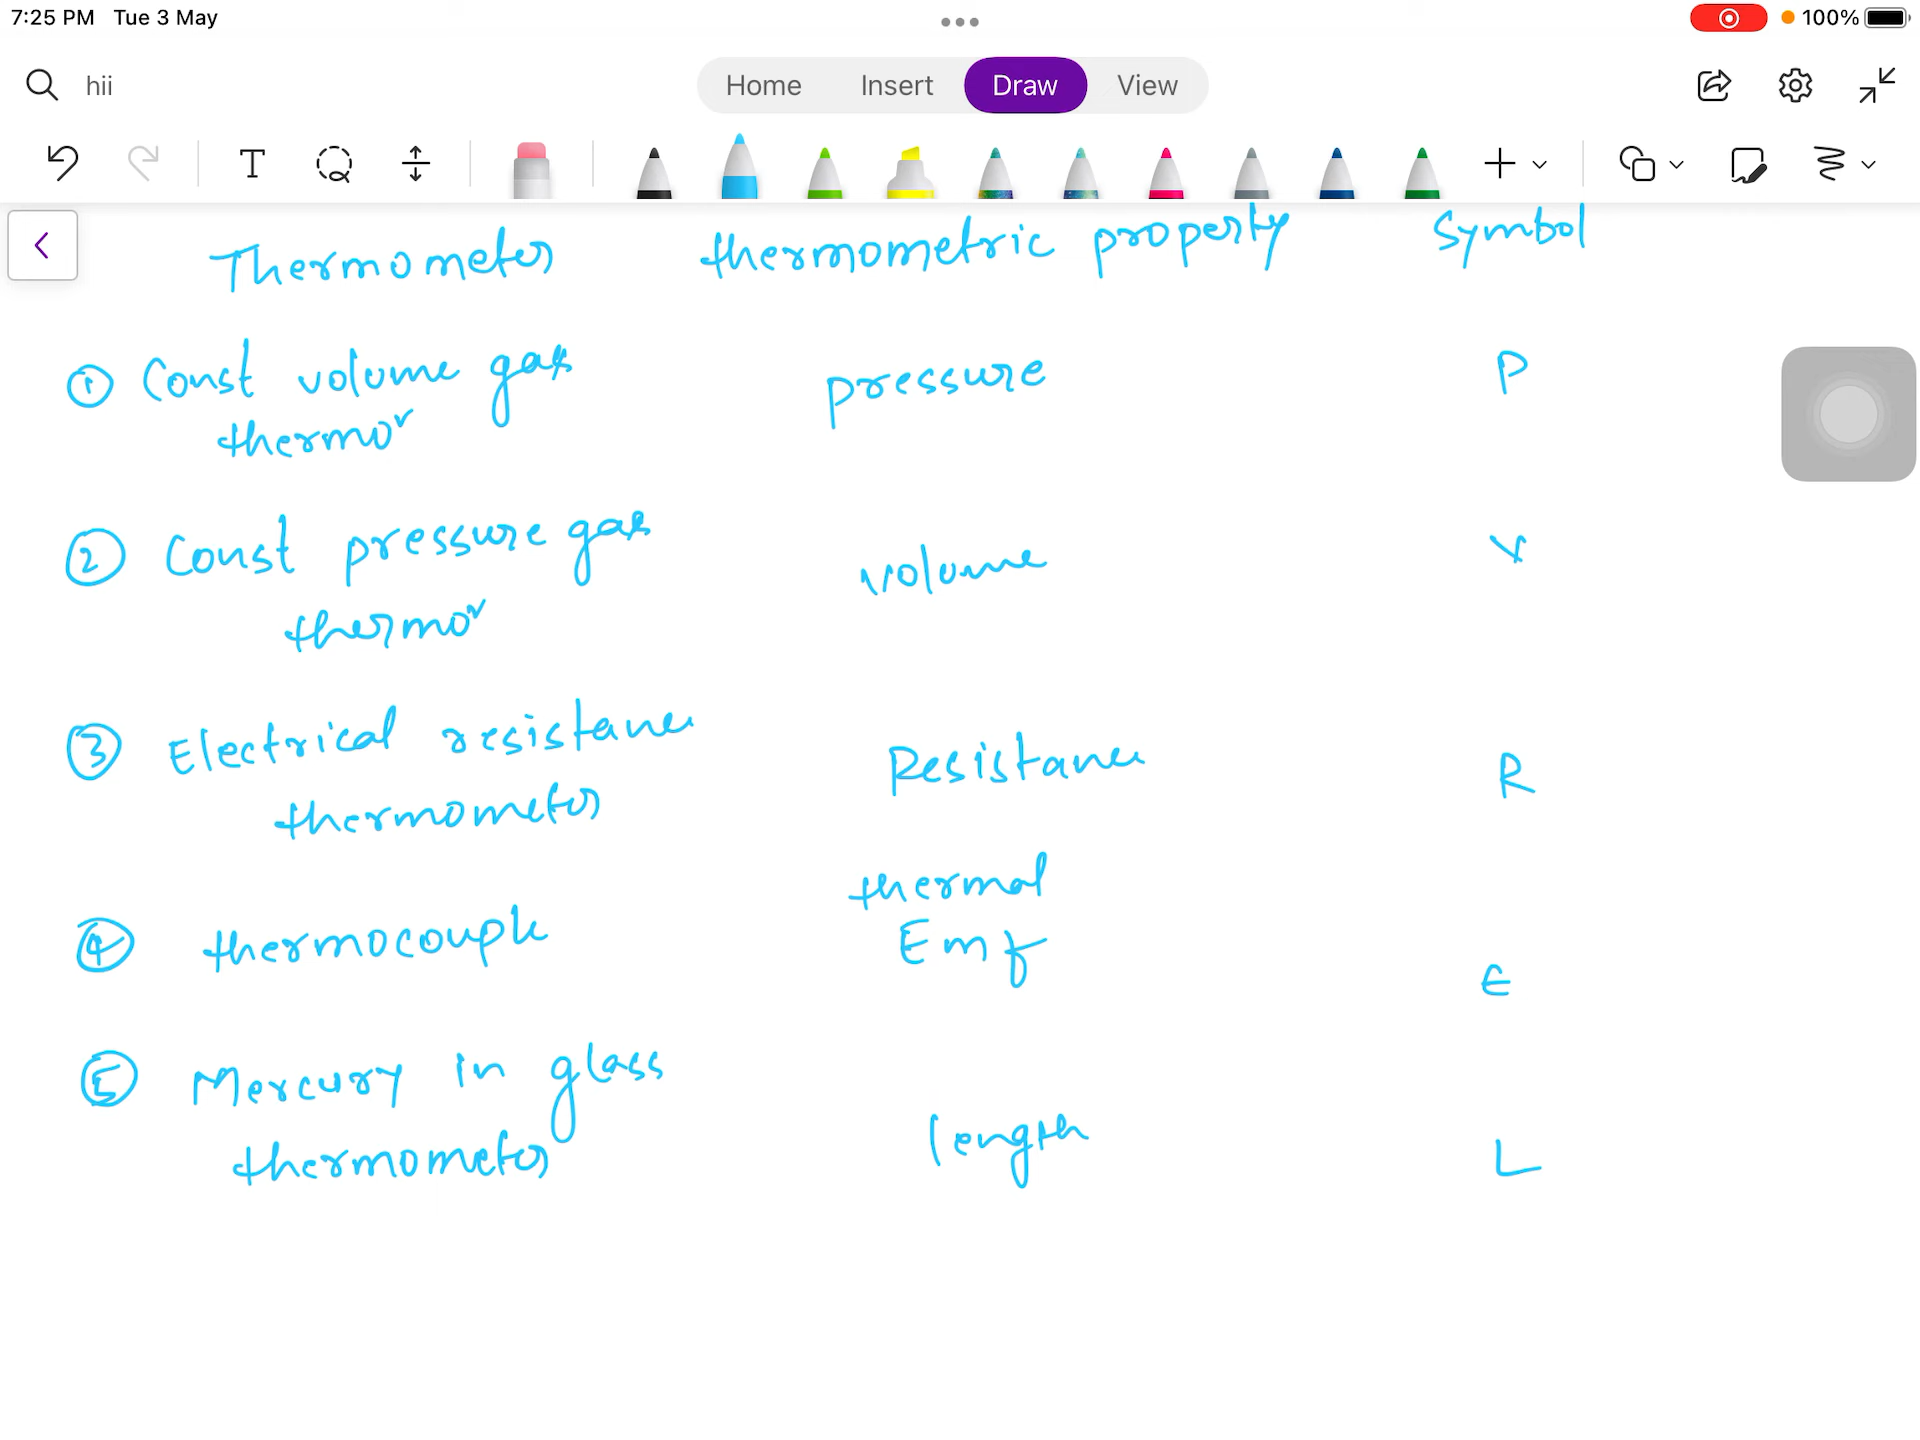 7:25 PM Tue 3 May
100%
hii
Home Insert Draw View
T
Thermometer thermometric property Symbol
① Const volume gas pressure P
thermor
② Const pressure gas volume V
thermor
③ Electrical resistance Resistance R
thermometer
thermal
④ thermocouple Emf E
⑤ Mercury in glass length L
thermometer